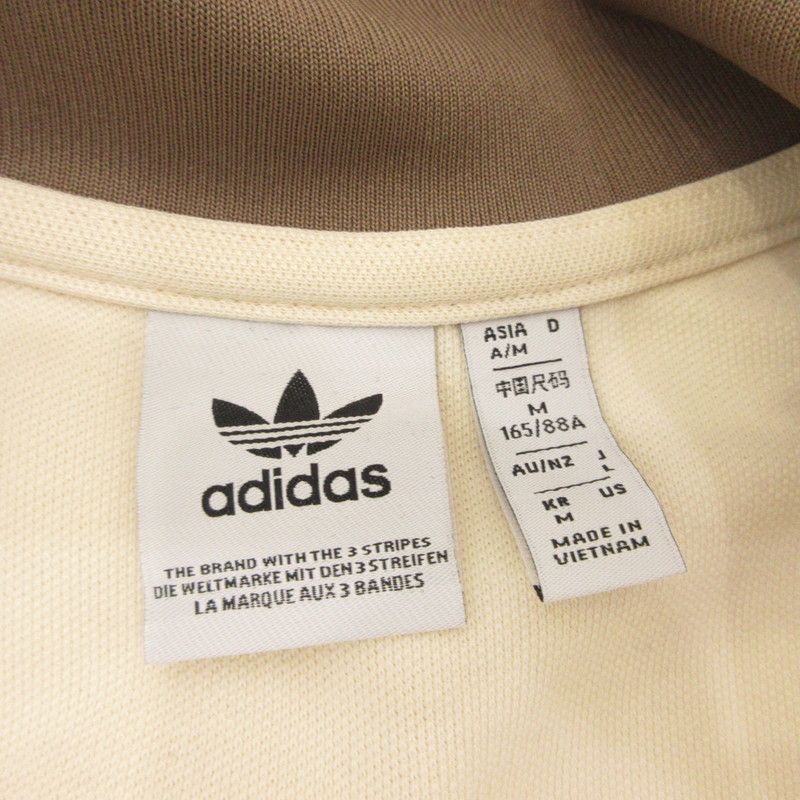 adidas
THE BRAND WITH THE 3 STRIPES
DIE WELTMARKE MIT DEN 3 STREIFEN
LA MARQUE AUX 3 BANDES
ASIA D
A/M
中国尺码
M
165/88A
AU/NZ J
L
KR US
M
MADE IN
VIETNAM